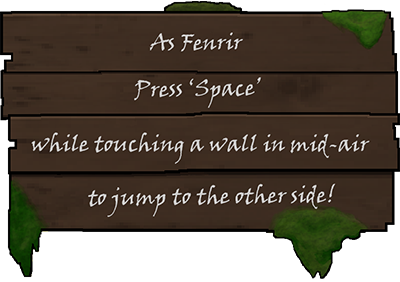 As Fenrir
Press ‘Space’
while touching a wall in mid-air
to jump to the other side!